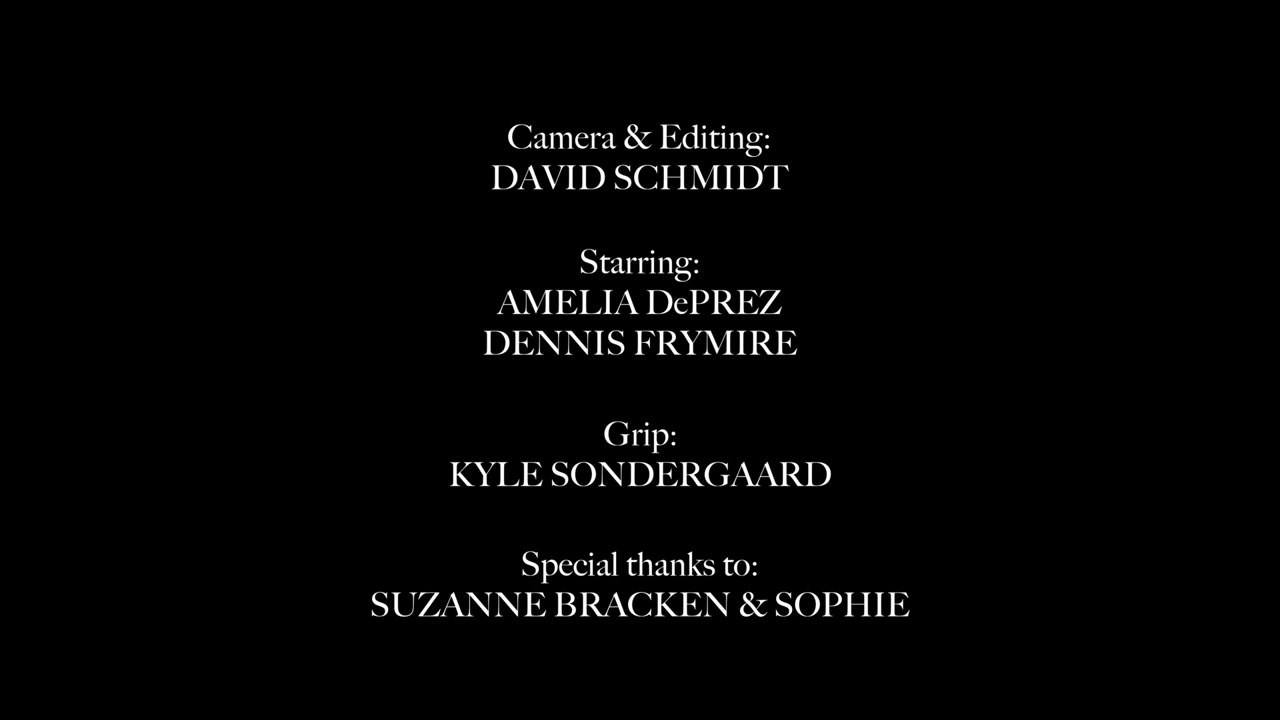 Camera & Editing:
DAVID SCHMIDT
Starring:
AMELIA DePREZ
DENNIS FRYMIRE
Grip:
KYLE SONDERGAARD
Special thanks to:
SUZANNE BRACKEN & SOPHIE